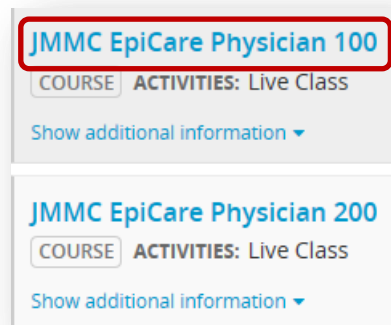 JMMC EpiCare Physician 100
COURSE ACTIVITIES: Live Class
Show additional information
JMMC EpiCare Physician 200
COURSE ACTIVITIES: Live Class
Show additional information